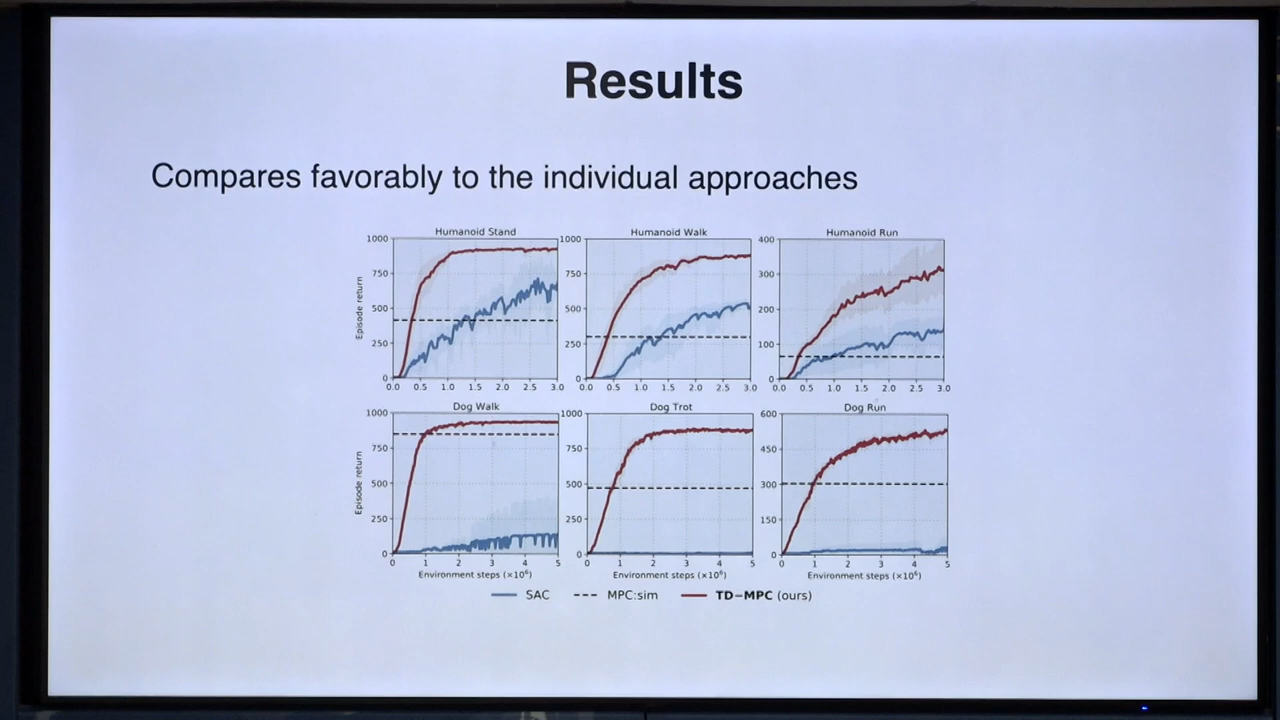 Results
Compares favorably to the individual approaches
Humanoid Stand
Humanoid Walk
Humanoid Run
Episode return
1000
750
500
250
0
0.0 0.5 1.0 1.5 2.0 2.5 3.0
1000
750
500
250
0
0.0 0.5 1.0 1.5 2.0 2.5 3.0
400
300
200
100
0
0.0 0.5 1.0 1.5 2.0 2.5 3.0
Dog Walk
Dog Trot
Dog Run
Episode return
1000
750
500
250
0
0 1 2 3 4 5
Environment steps (×10⁶)
1000
750
500
250
0
0 1 2 3 4 5
Environment steps (×10⁶)
600
450
300
150
0
0 1 2 3 4 5
Environment steps (×10⁶)
SAC MPC:sim TD−MPC (ours)